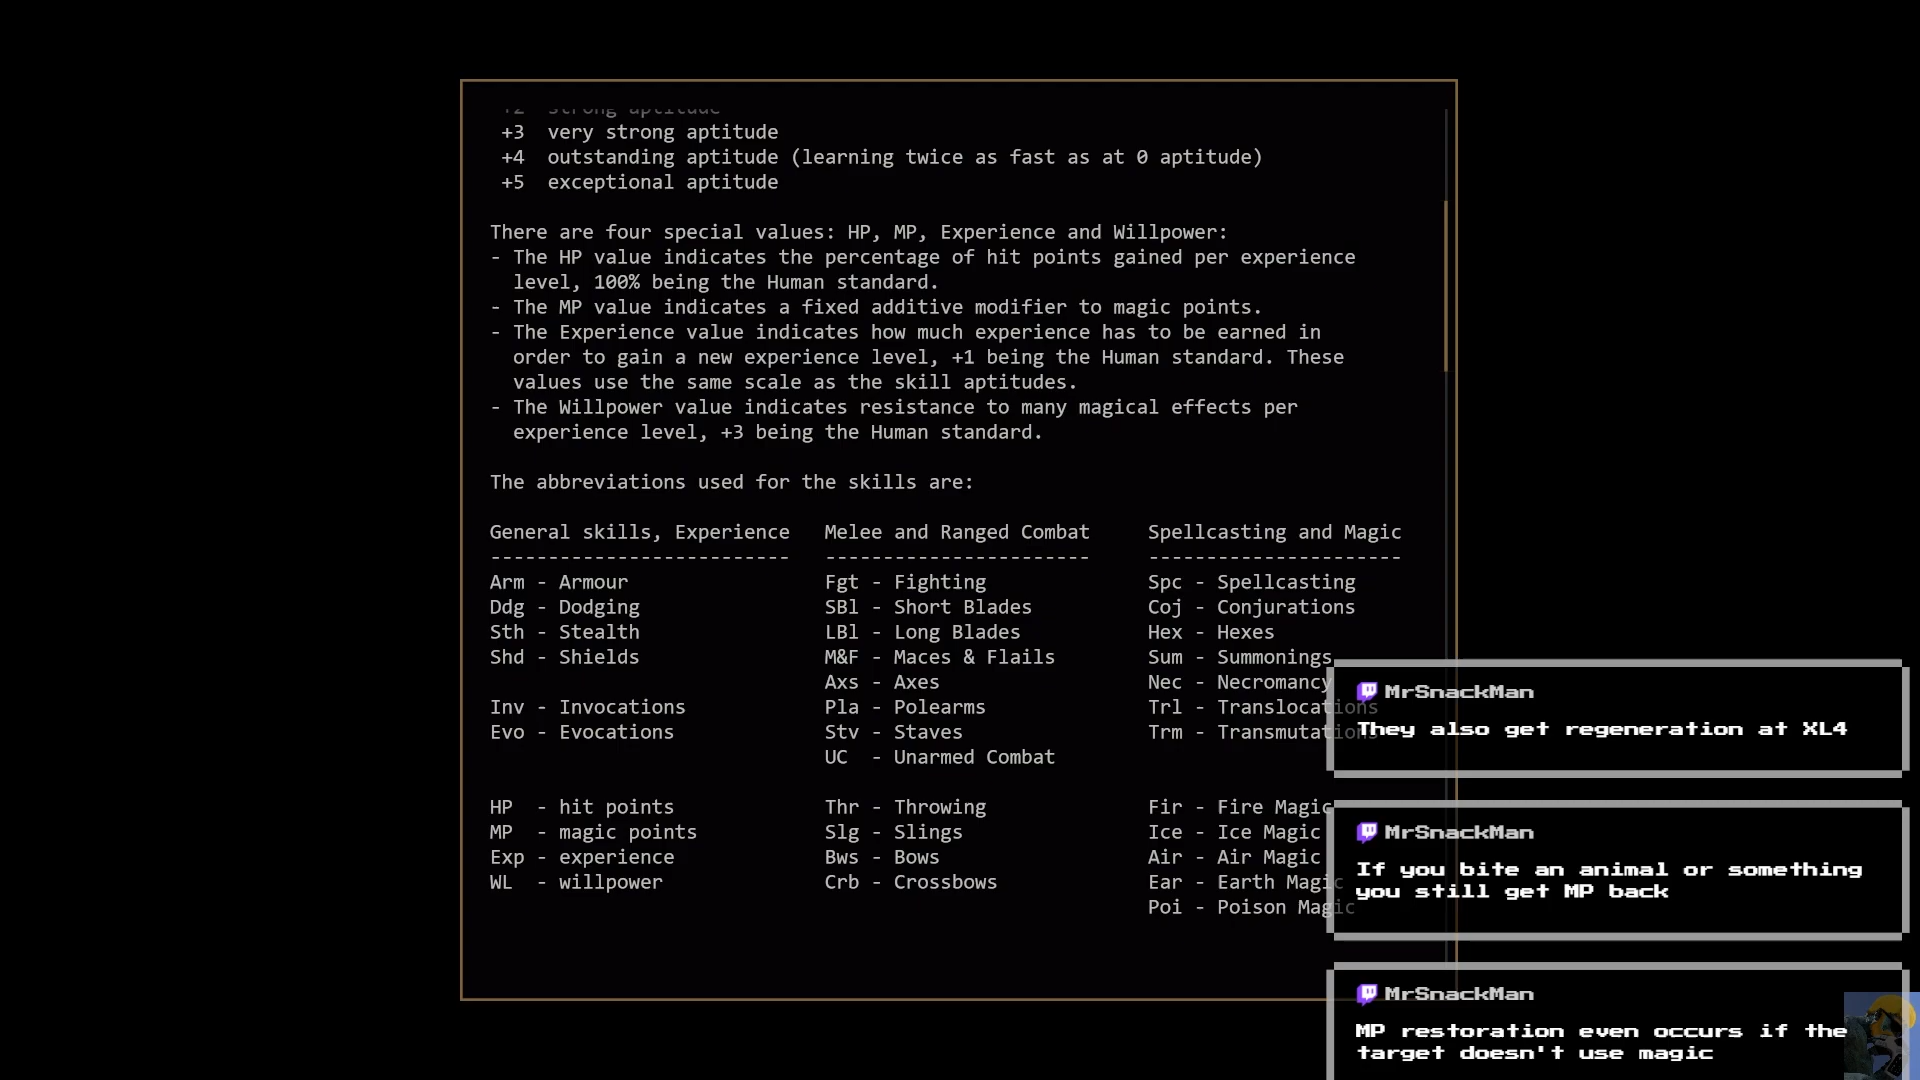 +2 strong aptitude
+3 very strong aptitude
+4 outstanding aptitude (learning twice as fast as at 0 aptitude)
+5 exceptional aptitude
There are four special values: HP, MP, Experience and Willpower:
- The HP value indicates the percentage of hit points gained per experience
level, 100% being the Human standard.
- The MP value indicates a fixed additive modifier to magic points.
- The Experience value indicates how much experience has to be earned in
order to gain a new experience level, +1 being the Human standard. These
values use the same scale as the skill aptitudes.
- The Willpower value indicates resistance to many magical effects per
experience level, +3 being the Human standard.
The abbreviations used for the skills are:
General skills, Experience Melee and Ranged Combat Spellcasting and Magic
-------------------------- ----------------------- ----------------------
Arm - Armour Fgt - Fighting Spc - Spellcasting
Ddg - Dodging SBl - Short Blades Coj - Conjurations
Sth - Stealth LBl - Long Blades Hex - Hexes
Shd - Shields M&F - Maces & Flails Sum - Summonings
Axs - Axes Nec - Necromancy
Inv - Invocations Pla - Polearms Trl - Translocations
Evo - Evocations Stv - Staves Trm - Transmutations
UC - Unarmed Combat
HP - hit points Thr - Throwing Fir - Fire Magic
MP - magic points Slg - Slings Ice - Ice Magic
Exp - experience Bws - Bows Air - Air Magic
WL - willpower Crb - Crossbows Ear - Earth Magic
Poi - Poison Magic
MrSnackMan
They also get regeneration at XL4
MrSnackMan
If you bite an animal or something
you still get MP back
MrSnackMan
MP restoration even occurs if the
target doesn't use magic